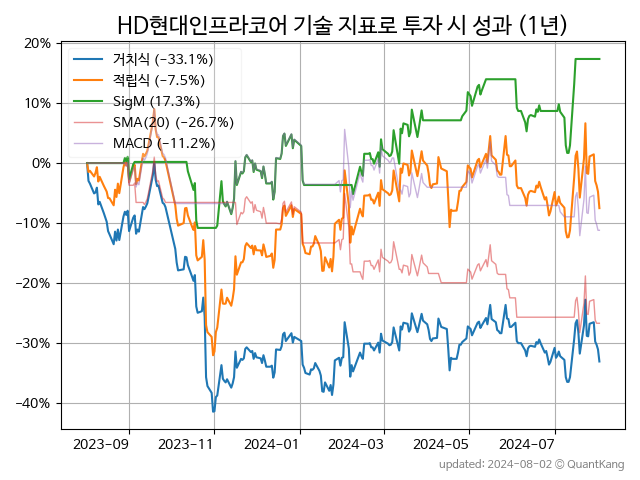 HD현대인프라코어 기술 지표로 투자 시 성과 (1년)
20%
10%
0%
−10%
−20%
−30%
−40%
거치식 (−33.1%)
적립식 (−7.5%)
SigM (17.3%)
SMA(20) (−26.7%)
MACD (−11.2%)
2023-09
2023-11
2024-01
2024-03
2024-05
2024-07
updated: 2024-08-02 © QuantKang